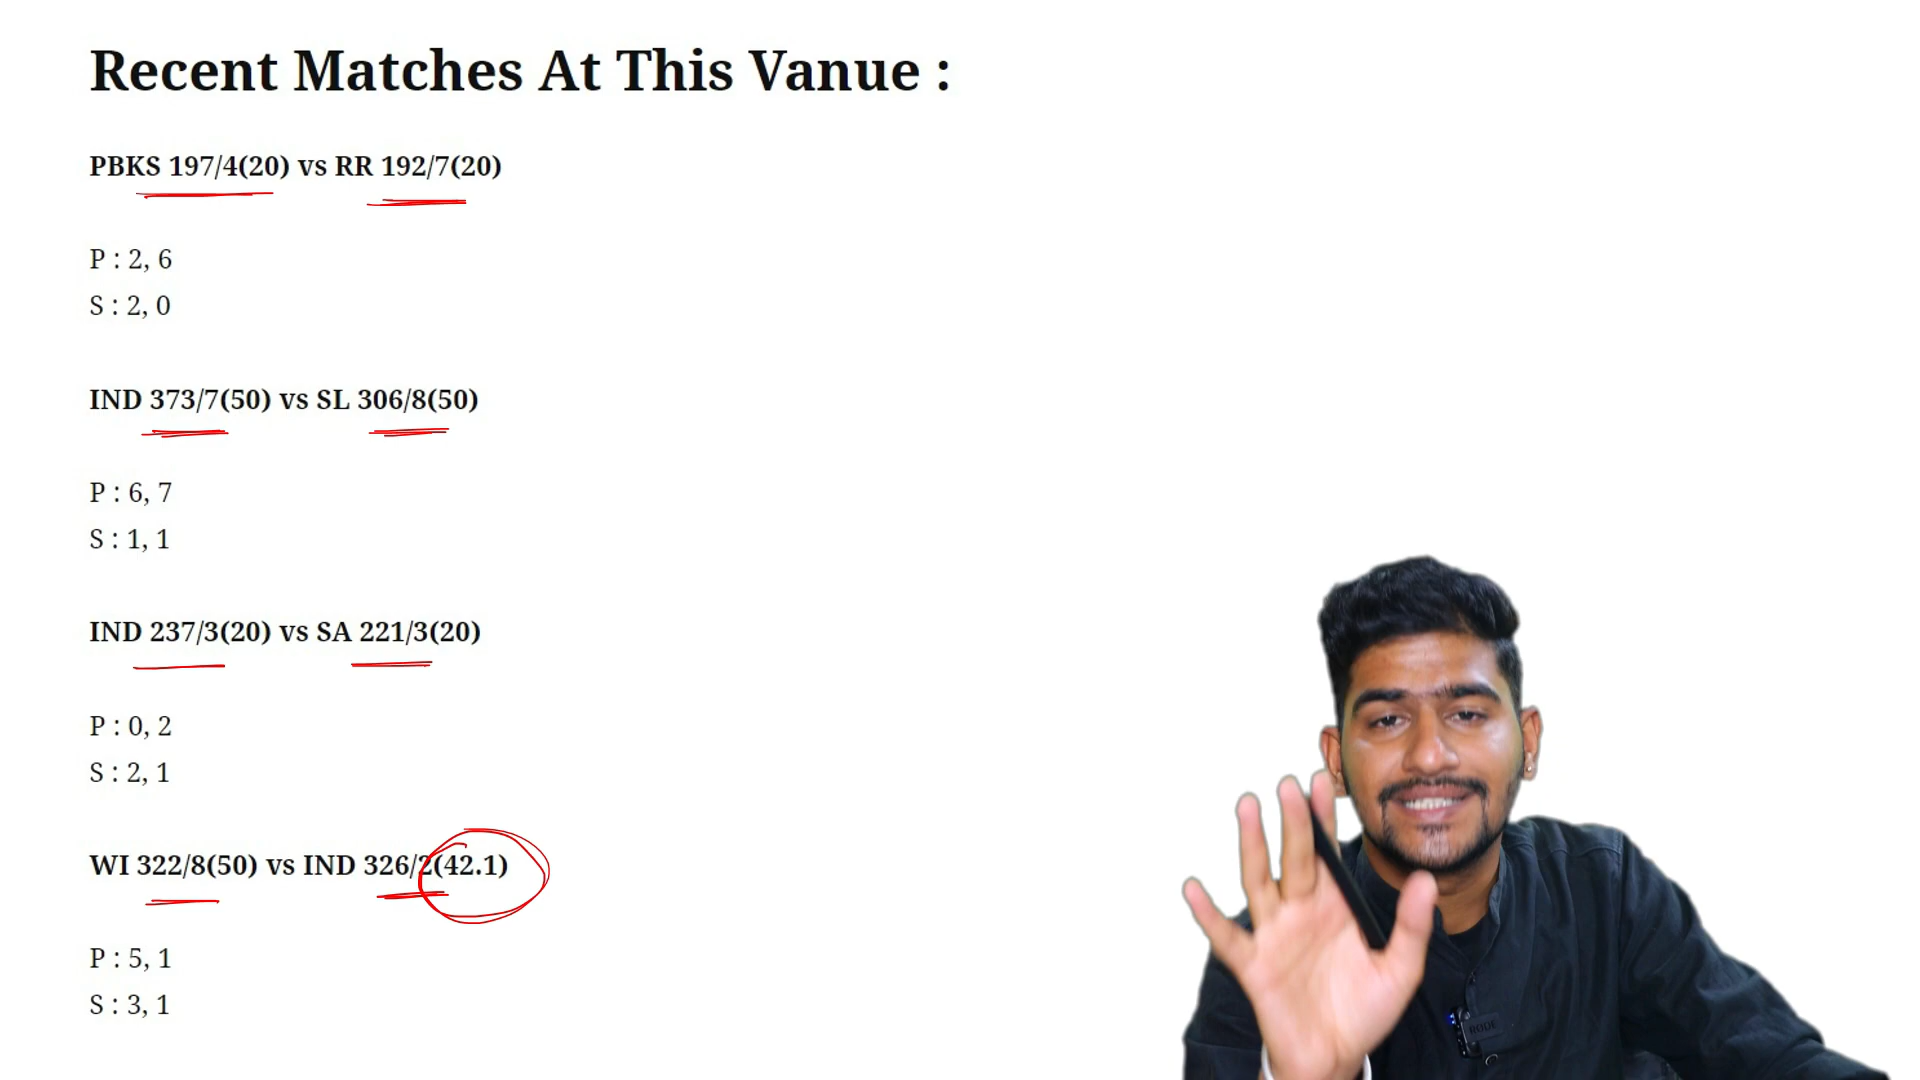 Recent Matches At This Vanue :
PBKS 197/4(20) vs RR 192/7(20)
P : 2, 6
S : 2, 0
IND 373/7(50) vs SL 306/8(50)
P : 6, 7
S : 1, 1
IND 237/3(20) vs SA 221/3(20)
P : 0, 2
S : 2, 1
WI 322/8(50) vs IND 326/2(42.1)
P : 5, 1
S : 3, 1
RODE